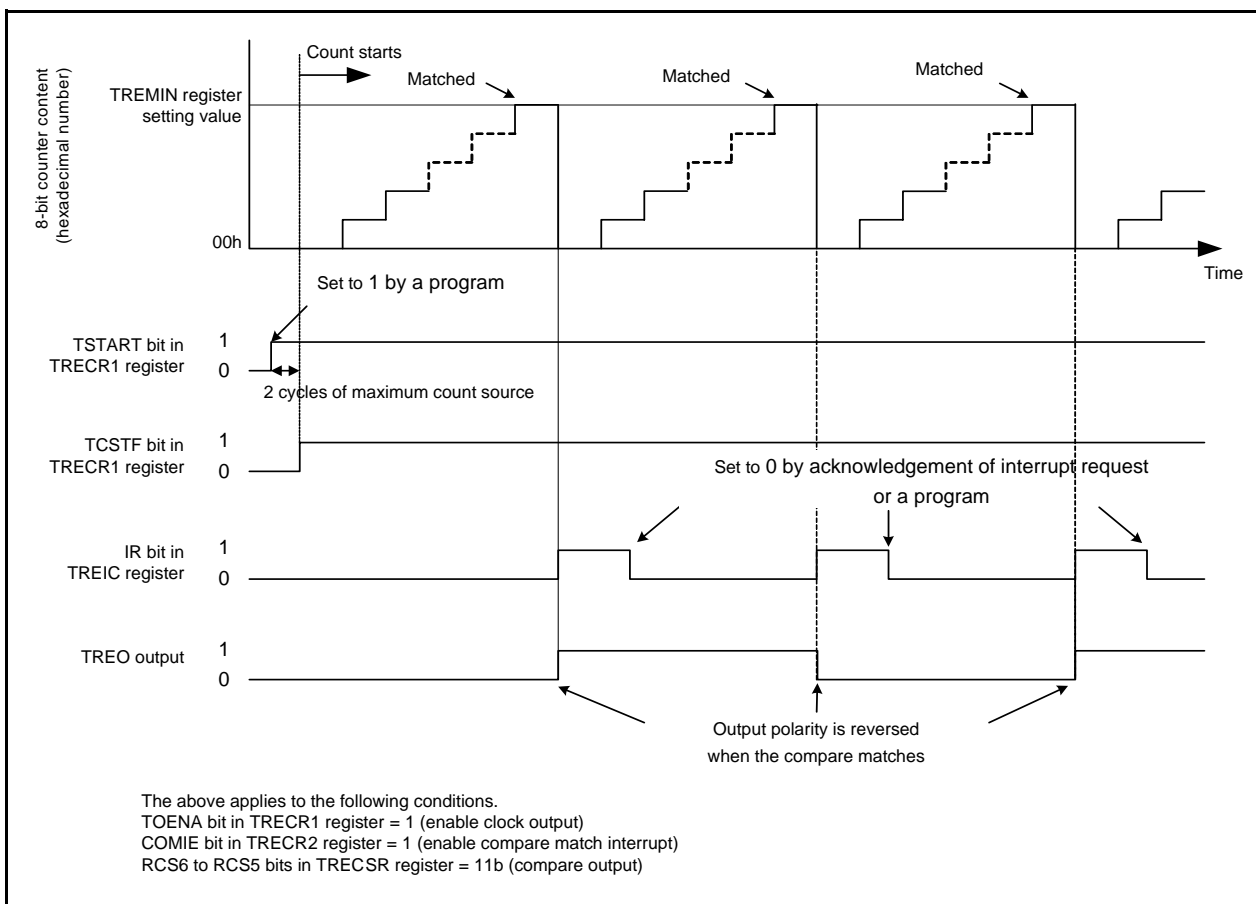 8-bit counter content
(hexadecimal number)
Count starts
Matched
Matched
Matched
TREMIN register
setting value
00h
Time
Set to 1 by a program
TSTART bit in
TRECR1 register
1
0
2 cycles of maximum count source
TCSTF bit in
TRECR1 register
1
0
Set to 0 by acknowledgement of interrupt request
or a program
IR bit in
TREIC register
1
0
TREO output
1
0
Output polarity is reversed
when the compare matches
The above applies to the following conditions.
TOENA bit in TRECR1 register = 1 (enable clock output)
COMIE bit in TRECR2 register = 1 (enable compare match interrupt)
RCS6 to RCS5 bits in TRECSR register = 11b (compare output)